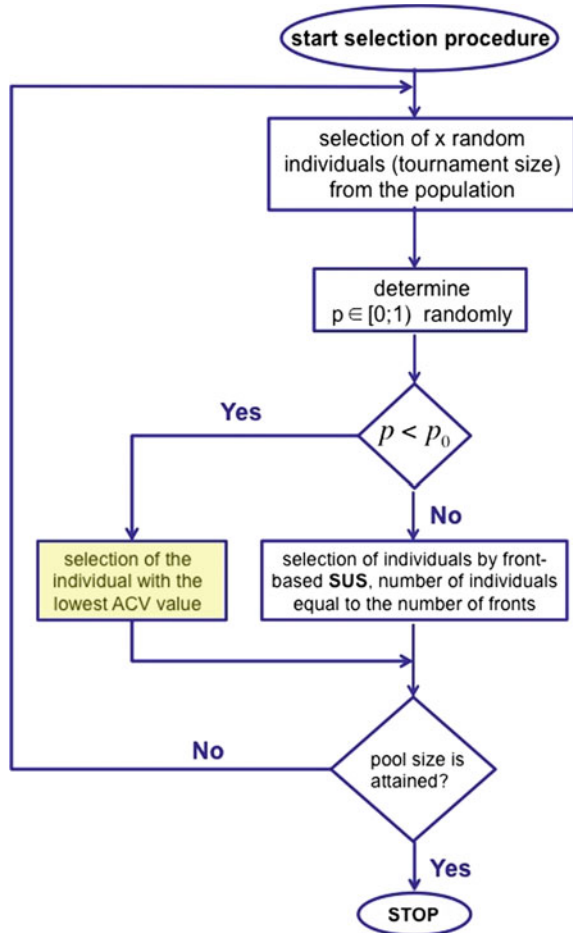 start selection procedure
selection of x random
individuals (tournament size)
from the population
determine
p ∈ [0;1) randomly
Yes
p < p₀
No
selection of the
individual with the
lowest ACV value
selection of individuals by front-
based SUS, number of individuals
equal to the number of fronts
No
pool size is
attained?
Yes
STOP